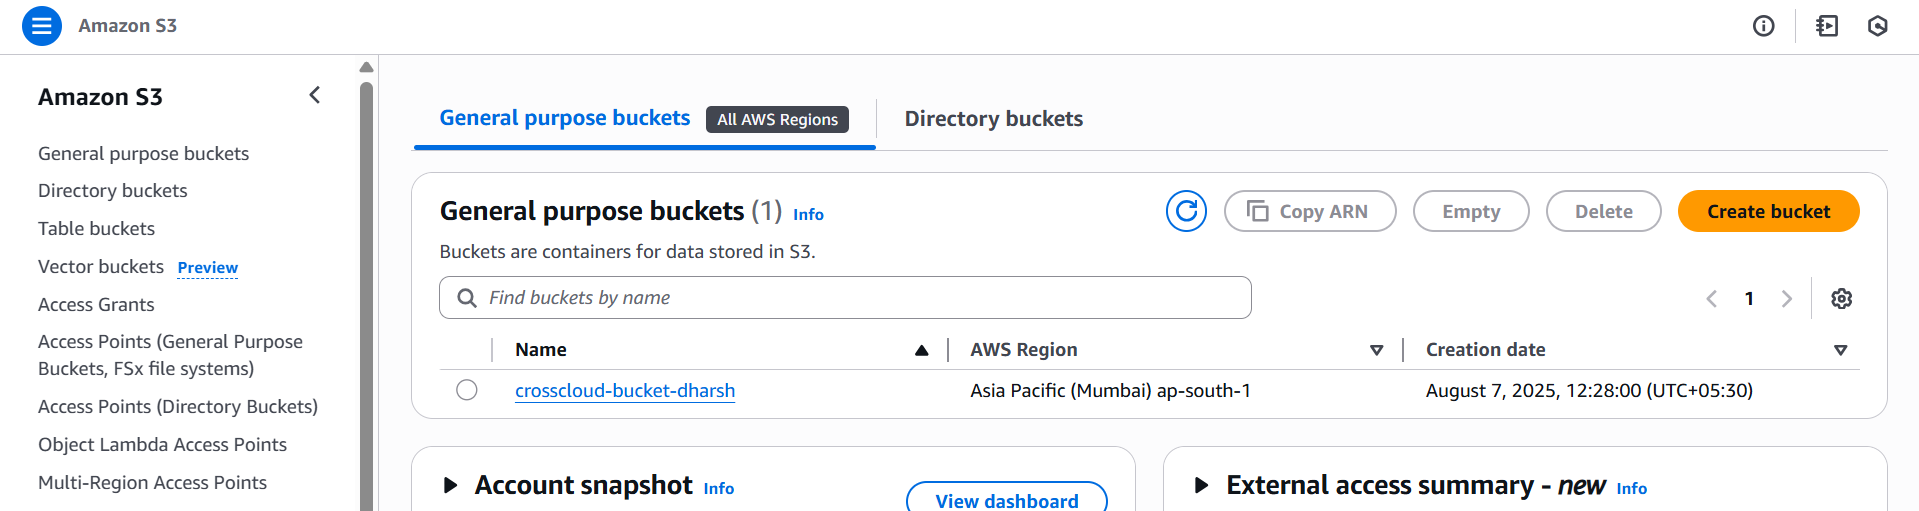 Amazon S3
Amazon S3
General purpose buckets
Directory buckets
Table buckets
Vector buckets Preview
Access Grants
Access Points (General Purpose
Buckets, FSx file systems)
Access Points (Directory Buckets)
Object Lambda Access Points
Multi-Region Access Points
General purpose buckets All AWS Regions Directory buckets
General purpose buckets (1) Info Copy ARN Empty Delete Create bucket
Buckets are containers for data stored in S3.
Find buckets by name 1
Name AWS Region Creation date
crosscloud-bucket-dharsh Asia Pacific (Mumbai) ap-south-1 August 7, 2025, 12:28:00 (UTC+05:30)
Account snapshot Info View dashboard
External access summary - new Info